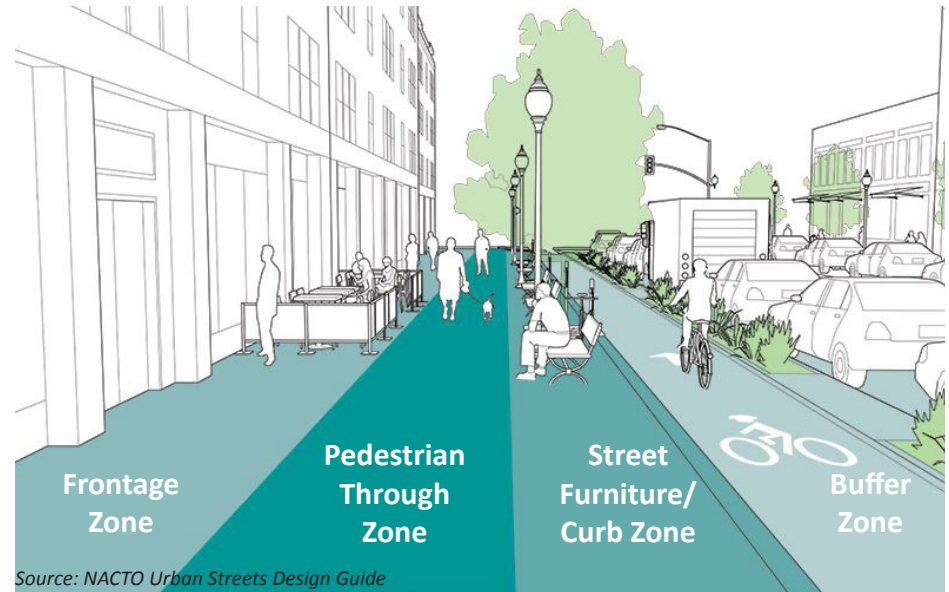 Frontage
Zone
Pedestrian
Through
Zone
Street
Furniture/
Curb Zone
Buffer
Zone
Source: NACTO Urban Streets Design Guide